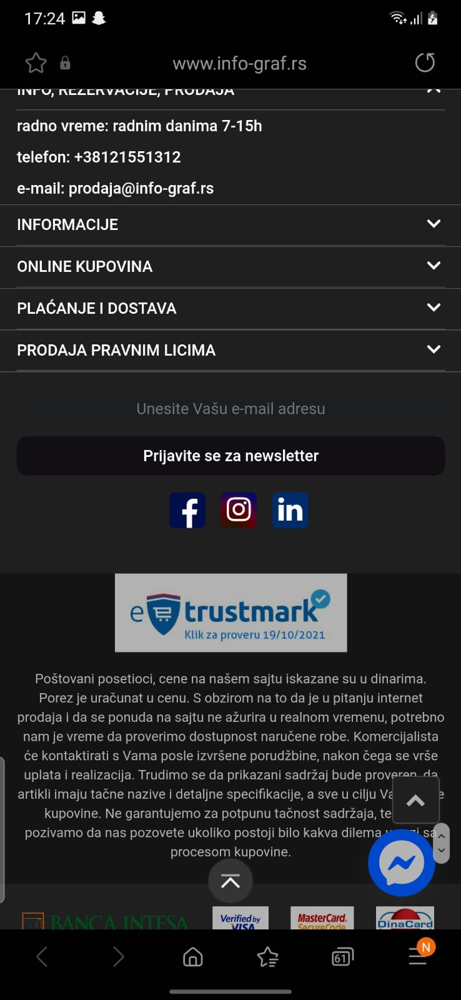 17:24
www.info-graf.rs
INFO, REZERVACIJE, PRODAJA
radno vreme: radnim danima 7-15h
telefon: +38121551312
e-mail: prodaja@info-graf.rs
INFORMACIJE
ONLINE KUPOVINA
PLAĆANJE I DOSTAVA
PRODAJA PRAVNIM LICIMA
Unesite Vašu e-mail adresu
Prijavite se za newsletter
f
in
e trustmark
Klik za proveru 19/10/2021
Poštovani posetioci, cene na našem sajtu iskazane su u dinarima.
Porez je uračunat u cenu. S obzirom na to da je u pitanju internet
prodaja i da se ponuda na sajtu ne ažurira u realnom vremenu, potrebno
nam je vreme da proverimo dostupnost naručene robe. Komercijalista
će kontaktirati s Vama posle izvršene porudžbine, nakon čega se vrše
uplata i realizacija. Trudimo se da prikazani sadržaj bude proveren, da
artikli imaju tačne nazive i detaljne specifikacije, a sve u cilju
kupovine. Ne garantujemo za potpunu tačnost sadržaja,
pozivamo da nas pozovete ukoliko postoji bilo kakva dilema sa
procesom kupovine.
BANCA INTESA
Verified by
VISA
MasterCard.
SecureCode
DinaCard
61
N